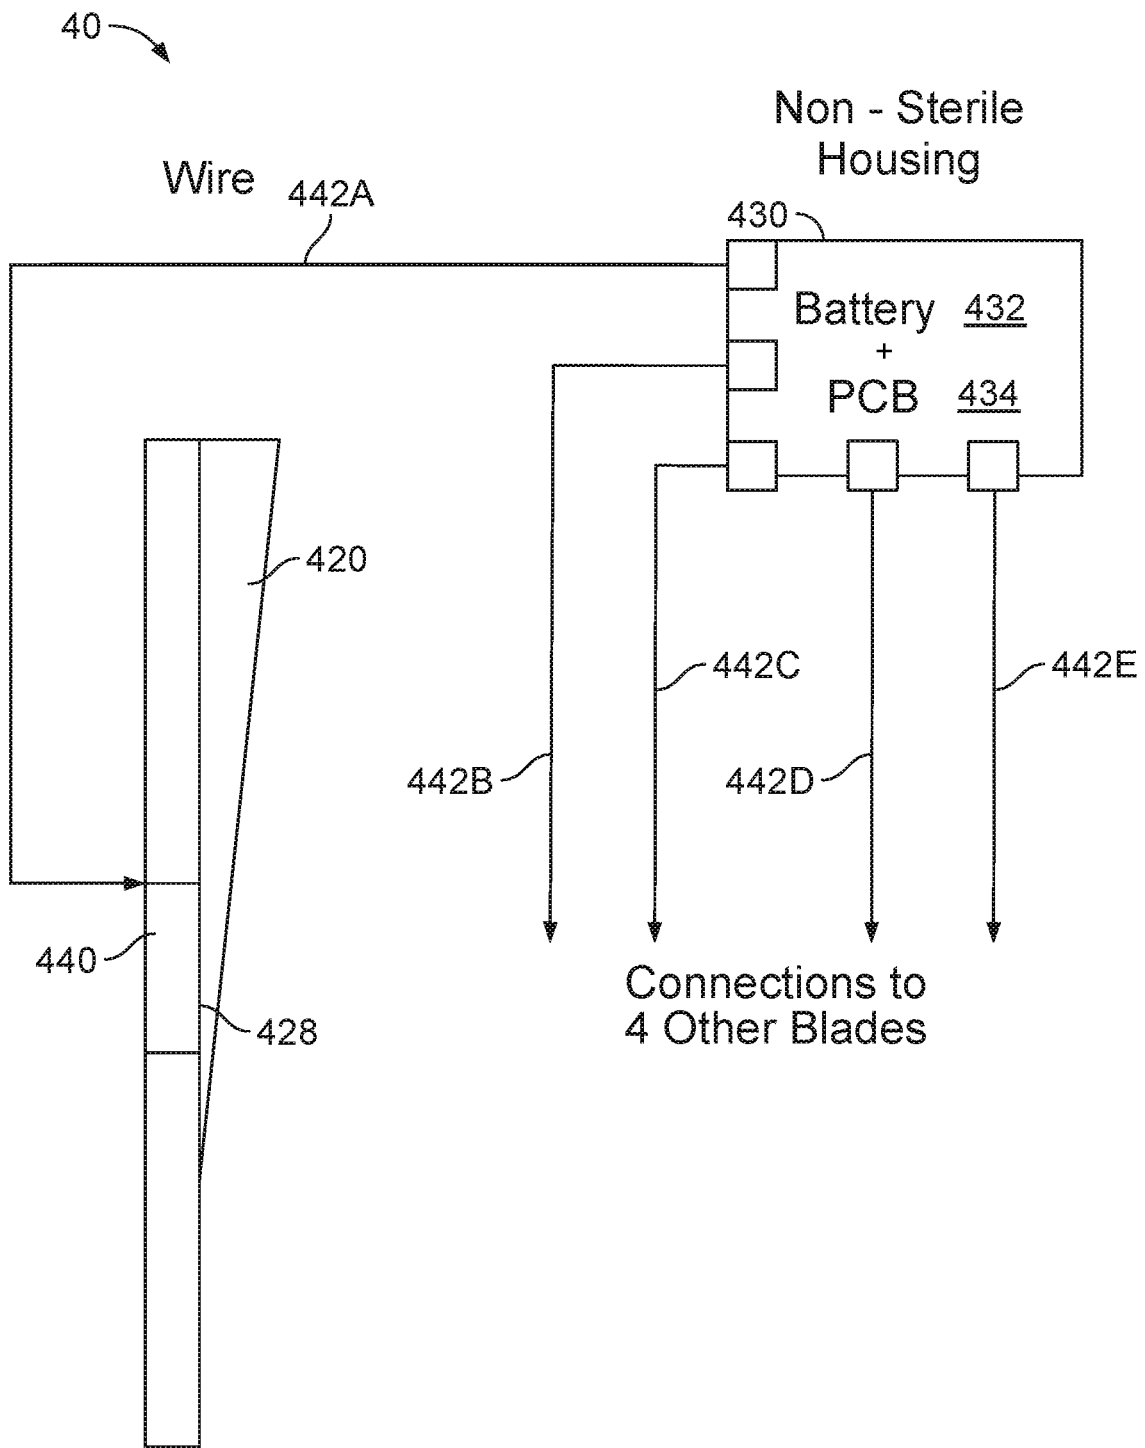 40
Non - Sterile
Housing
Wire
442A
430
Battery 432
+
PCB 434
420
442C
442E
442B
442D
440
428
Connections to
4 Other Blades